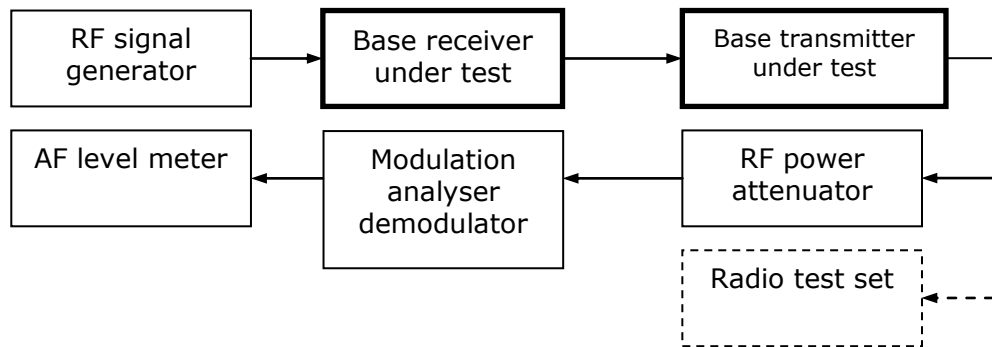 RF signal
generator
Base receiver
under test
Base transmitter
under test
AF level meter
Modulation
analyser
demodulator
RF power
attenuator
Radio test set